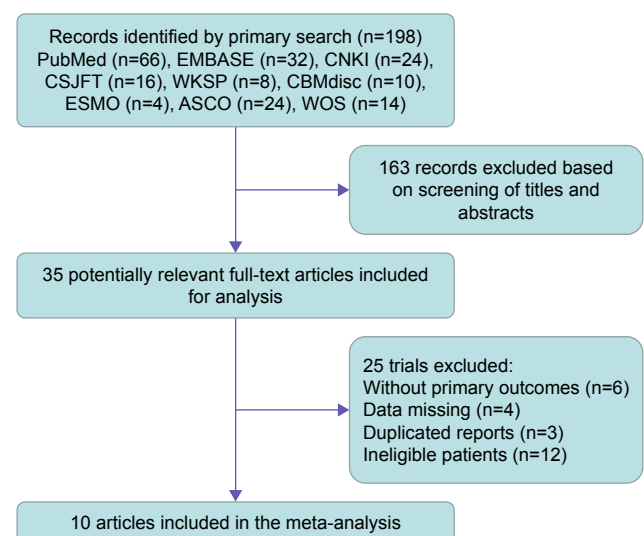 Records identified by primary search (n=198)
PubMed (n=66), EMBASE (n=32), CNKI (n=24),
CSJFT (n=16), WKSP (n=8), CBMdisc (n=10),
ESMO (n=4), ASCO (n=24), WOS (n=14)
163 records excluded based
on screening of titles and
abstracts
35 potentially relevant full-text articles included
for analysis
25 trials excluded:
Without primary outcomes (n=6)
Data missing (n=4)
Duplicated reports (n=3)
Ineligible patients (n=12)
10 articles included in the meta-analysis